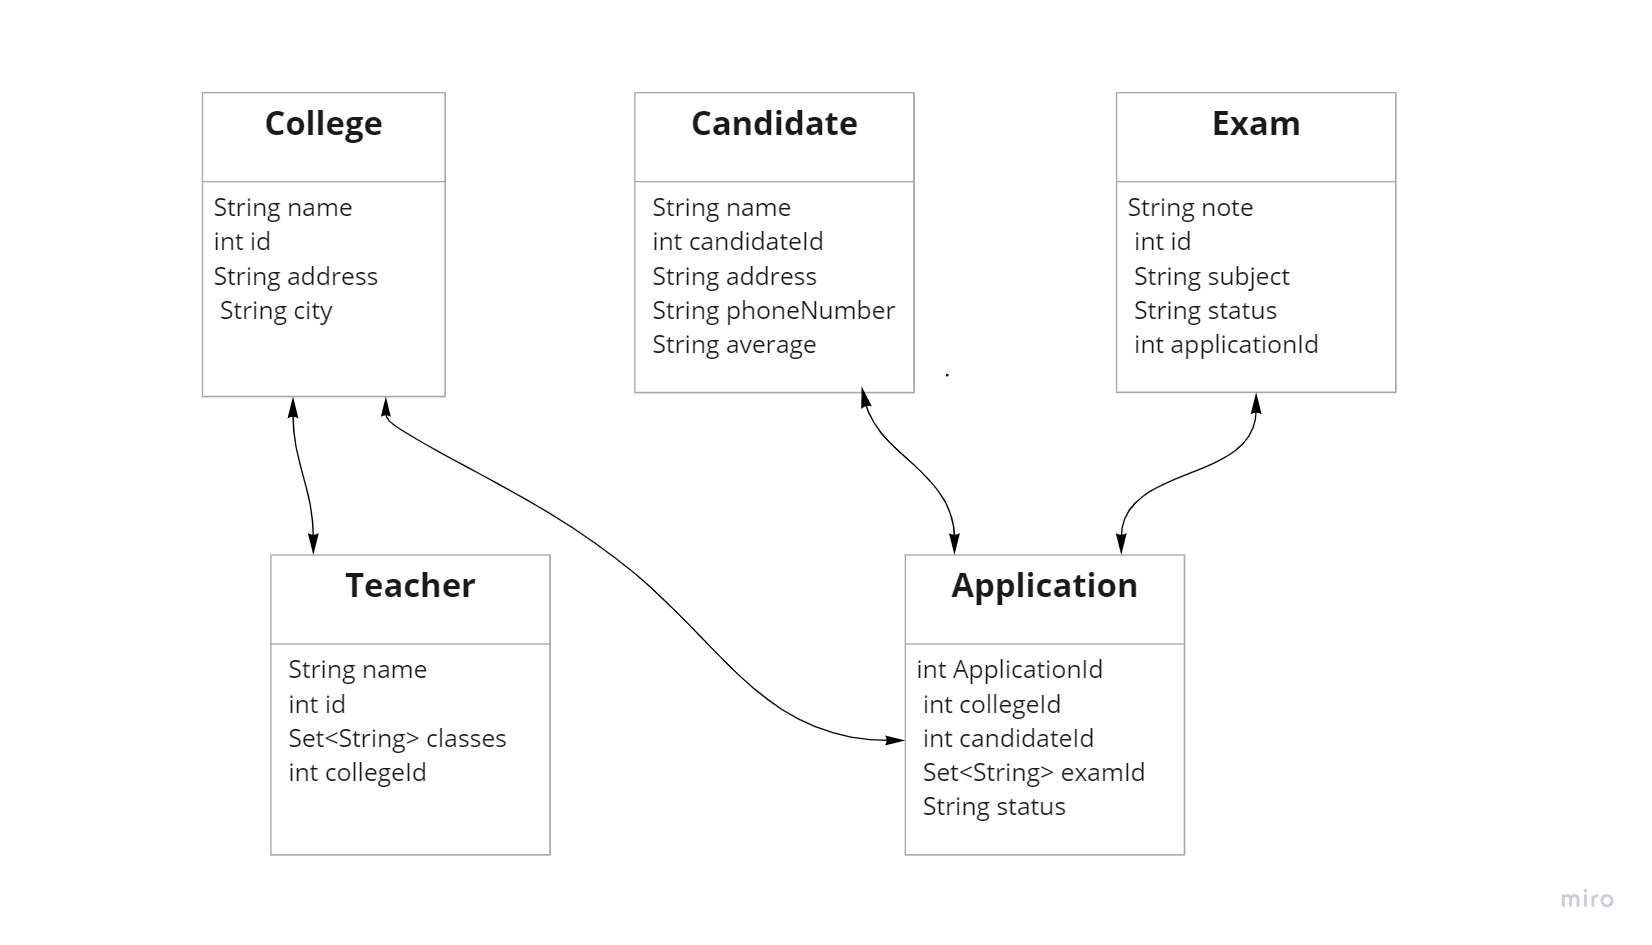 College
String name
int id
String address
String city
Candidate
String name
int candidateId
String address
String phoneNumber
String average
.
Exam
String note
int id
String subject
String status
int applicationId
Teacher
String name
int id
Set<String> classes
int collegeId
Application
int ApplicationId
int collegeId
int candidateId
Set<String> examId
String status
miro